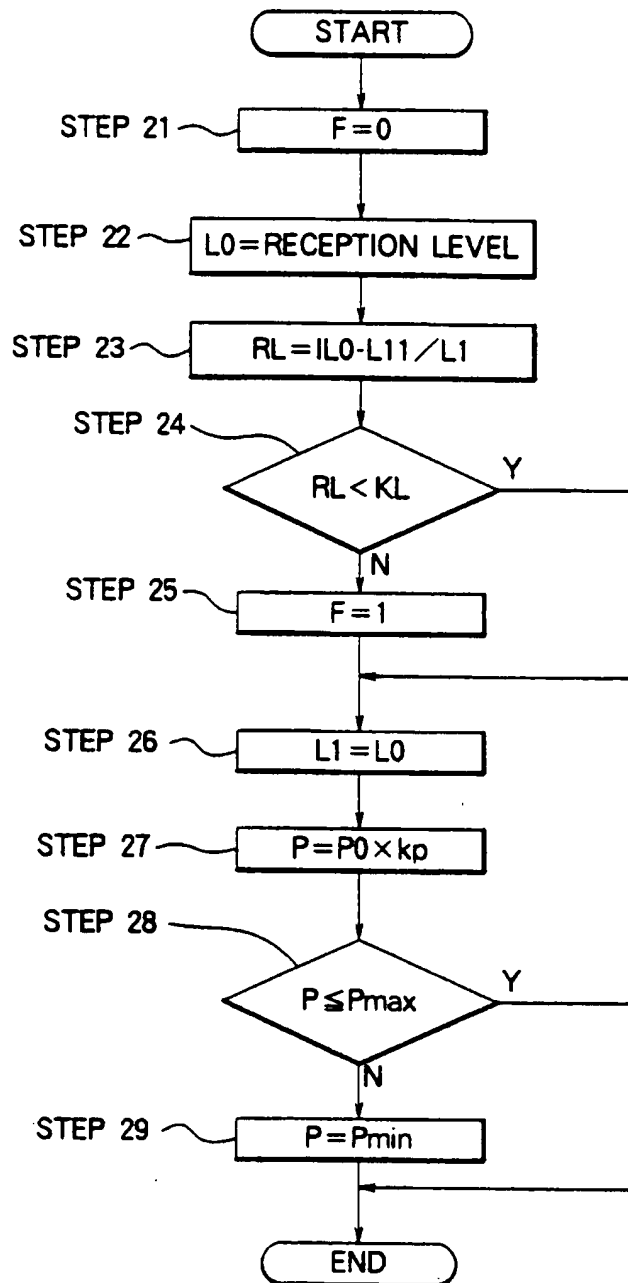 START
STEP 21
F=0
STEP 22
L0=RECEPTION LEVEL
STEP 23
RL=IL0-L11/L1
STEP 24
RL<KL
Y
N
STEP 25
F=1
STEP 26
L1=L0
STEP 27
P=P0×kp
STEP 28
P≦Pmax
Y
N
STEP 29
P=Pmin
END